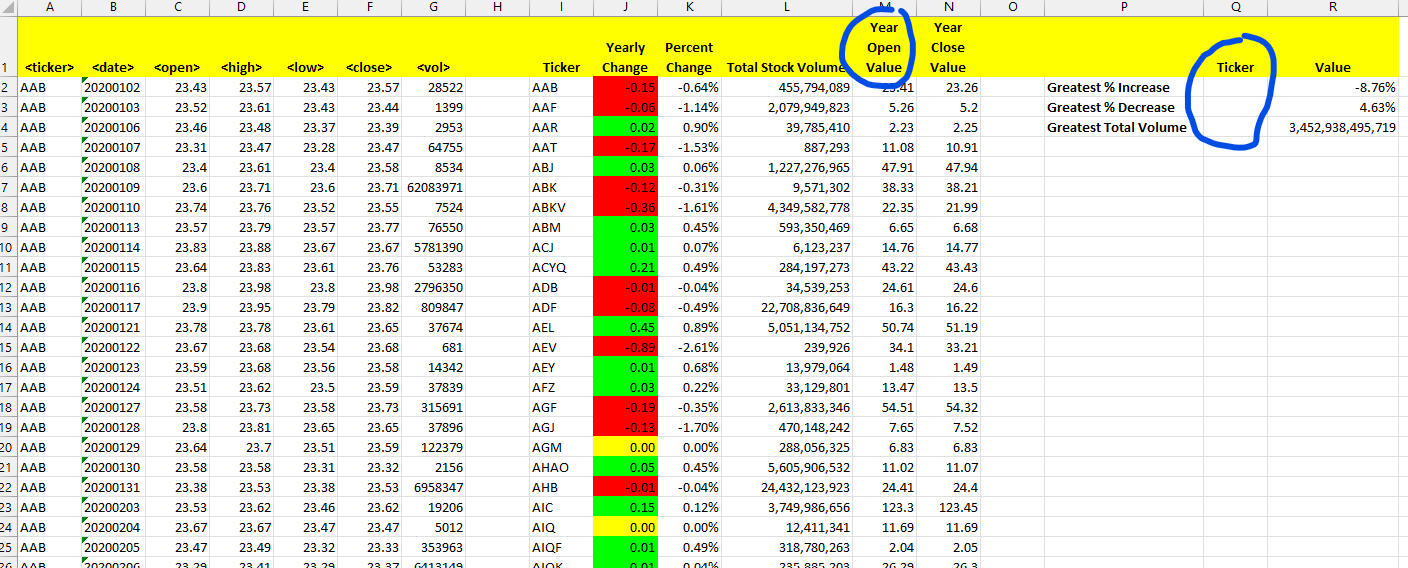 A B C D E F G H I J K L M N O P Q R
Year Year
Yearly Percent Open Close
1 <ticker> <date> <open> <high> <low> <close> <vol> Ticker Change Change Total Stock Volume Value Value Ticker Value
2 AAB 20200102 23.43 23.57 23.43 23.57 28522 AAB -0.15 -0.64% 455,794,089 23.41 23.26 Greatest % Increase -8.76%
3 AAB 20200103 23.52 23.61 23.43 23.44 1399 AAF -0.06 -1.14% 2,079,949,823 5.26 5.2 Greatest % Decrease 4.63%
4 AAB 20200106 23.46 23.48 23.37 23.39 2953 AAR 0.02 0.90% 39,785,410 2.23 2.25 Greatest Total Volume 3,452,938,495,719
5 AAB 20200107 23.31 23.47 23.28 23.47 64755 AAT -0.17 -1.53% 887,293 11.08 10.91
6 AAB 20200108 23.4 23.61 23.4 23.58 8534 ABJ 0.03 0.06% 1,227,276,965 47.91 47.94
7 AAB 20200109 23.6 23.71 23.6 23.71 62083971 ABK -0.12 -0.31% 9,571,302 38.33 38.21
8 AAB 20200110 23.74 23.76 23.52 23.55 7524 ABKV -0.36 -1.61% 4,349,582,778 22.35 21.99
9 AAB 20200113 23.57 23.79 23.57 23.77 76550 ABM 0.03 0.45% 593,350,469 6.65 6.68
10 AAB 20200114 23.83 23.88 23.67 23.67 5781390 ACJ 0.01 0.07% 6,123,237 14.76 14.77
11 AAB 20200115 23.64 23.83 23.61 23.76 53283 ACYQ 0.21 0.49% 284,197,273 43.22 43.43
12 AAB 20200116 23.8 23.98 23.8 23.98 2796350 ADB -0.01 -0.04% 34,539,253 24.61 24.6
13 AAB 20200117 23.9 23.95 23.79 23.82 809847 ADF -0.08 -0.49% 22,708,836,649 16.3 16.22
14 AAB 20200121 23.78 23.78 23.61 23.65 37674 AEL 0.45 0.89% 5,051,134,752 50.74 51.19
15 AAB 20200122 23.67 23.68 23.54 23.68 681 AEV -0.89 -2.61% 239,926 34.1 33.21
16 AAB 20200123 23.59 23.68 23.56 23.58 14342 AEY 0.01 0.68% 13,979,064 1.48 1.49
17 AAB 20200124 23.51 23.62 23.5 23.59 37839 AFZ 0.03 0.22% 33,129,801 13.47 13.5
18 AAB 20200127 23.58 23.73 23.58 23.73 315691 AGF -0.19 -0.35% 2,613,833,346 54.51 54.32
19 AAB 20200128 23.8 23.81 23.65 23.65 37896 AGJ -0.13 -1.70% 470,148,242 7.65 7.52
20 AAB 20200129 23.64 23.7 23.51 23.59 122379 AGM 0.00 0.00% 288,056,325 6.83 6.83
21 AAB 20200130 23.58 23.58 23.31 23.32 2156 AHAO 0.05 0.45% 5,605,906,532 11.02 11.07
22 AAB 20200131 23.38 23.53 23.38 23.53 6958347 AHB -0.01 -0.04% 24,432,123,923 24.41 24.4
23 AAB 20200203 23.53 23.62 23.46 23.62 19206 AIC 0.15 0.12% 3,749,986,656 123.3 123.45
24 AAB 20200204 23.67 23.67 23.47 23.47 5012 AIQ 0.00 0.00% 12,411,341 11.69 11.69
25 AAB 20200205 23.47 23.49 23.32 23.33 353963 AIQF 0.01 0.49% 318,780,263 2.04 2.05